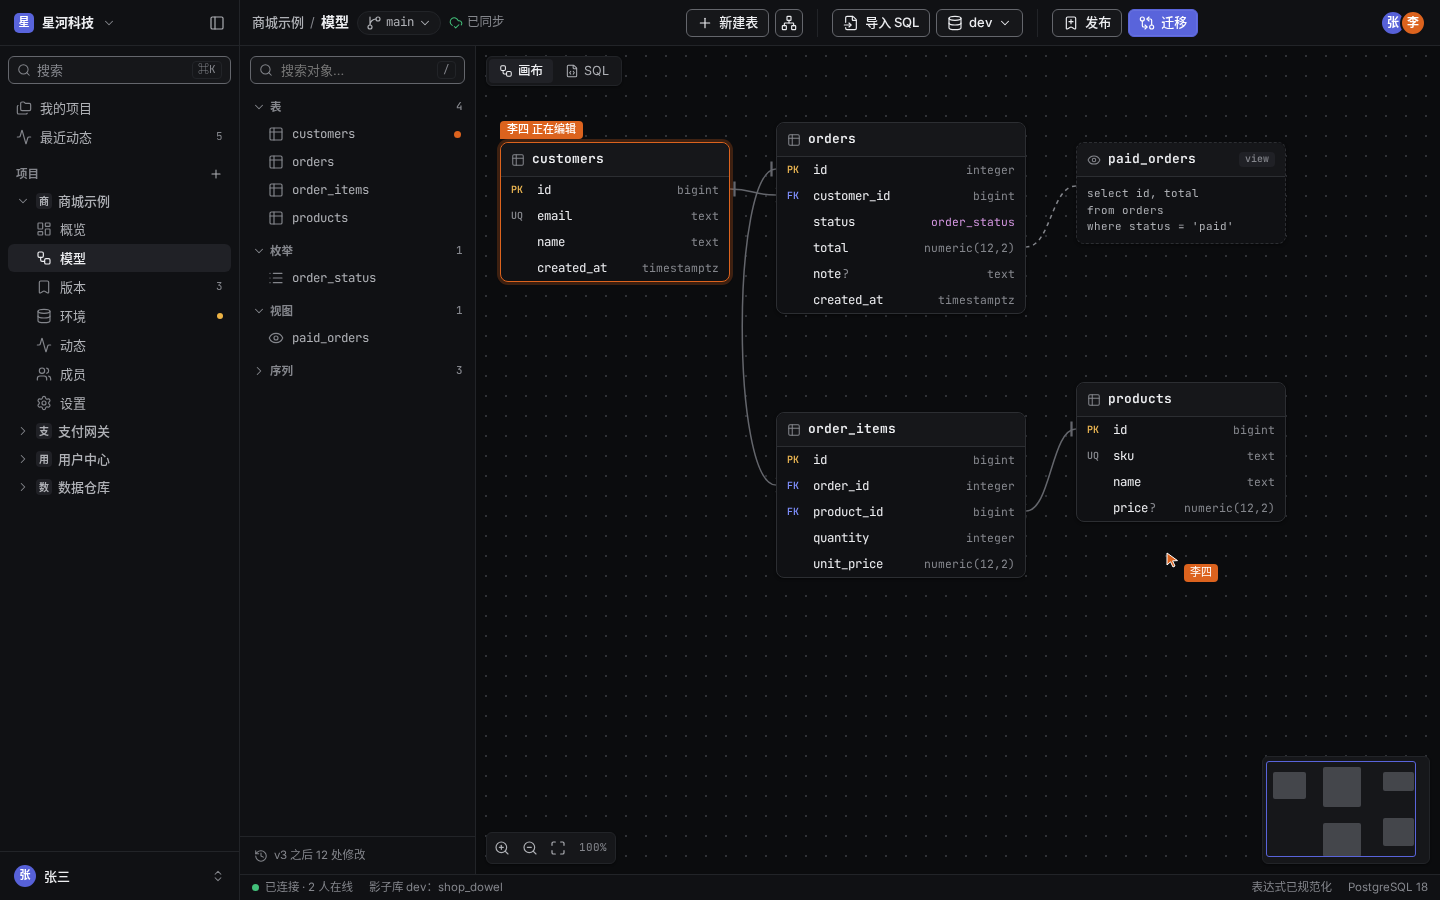 星 星河科技
商城示例 / 模型 main 已同步
新建表
导入 SQL
dev
发布
迁移
张 李
搜索 ⌘K
我的项目
最近动态 5
项目
商 商城示例
概览
模型
版本 3
环境
动态
成员
设置
支 支付网关
用 用户中心
数 数据仓库
张 张三
搜索对象... /
表 4
customers
orders
order_items
products
枚举 1
order_status
视图 1
paid_orders
序列 3
v3 之后 12 处修改
画布 SQL
李四 正在编辑
customers
PK id bigint
UQ email text
name text
created_at timestamptz
orders
PK id integer
FK customer_id bigint
status order_status
total numeric(12,2)
note? text
created_at timestamptz
paid_orders view
select id, total
from orders
where status = 'paid'
order_items
PK id bigint
FK order_id integer
FK product_id bigint
quantity integer
unit_price numeric(12,2)
products
PK id bigint
UQ sku text
name text
price? numeric(12,2)
李四
100%
已连接 · 2 人在线 影子库 dev: shop_dowel
表达式已规范化 PostgreSQL 18